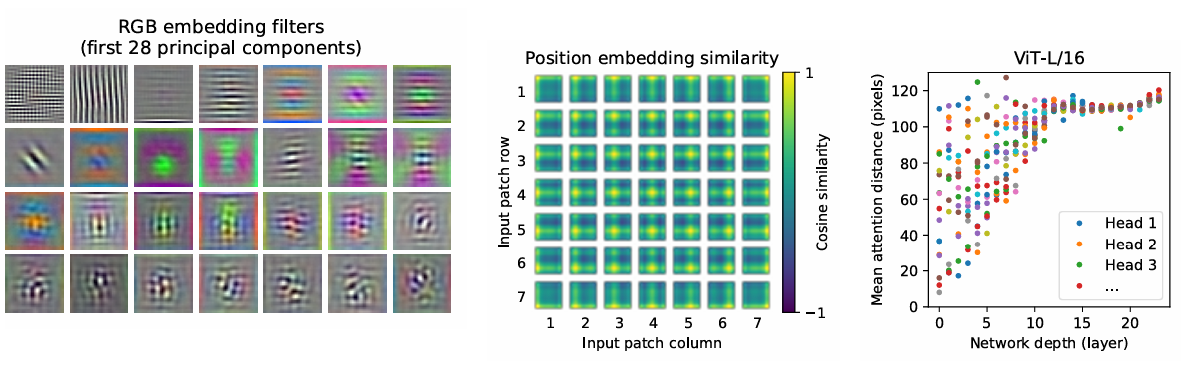 RGB embedding filters
(first 28 principal components)
Position embedding similarity
Input patch row
1
2
3
4
5
6
7
1 2 3 4 5 6 7
Input patch column
1
−1
Cosine similarity
ViT-L/16
Mean attention distance (pixels)
120
100
80
60
40
20
0
0 5 10 15 20
Network depth (layer)
Head 1
Head 2
Head 3
...